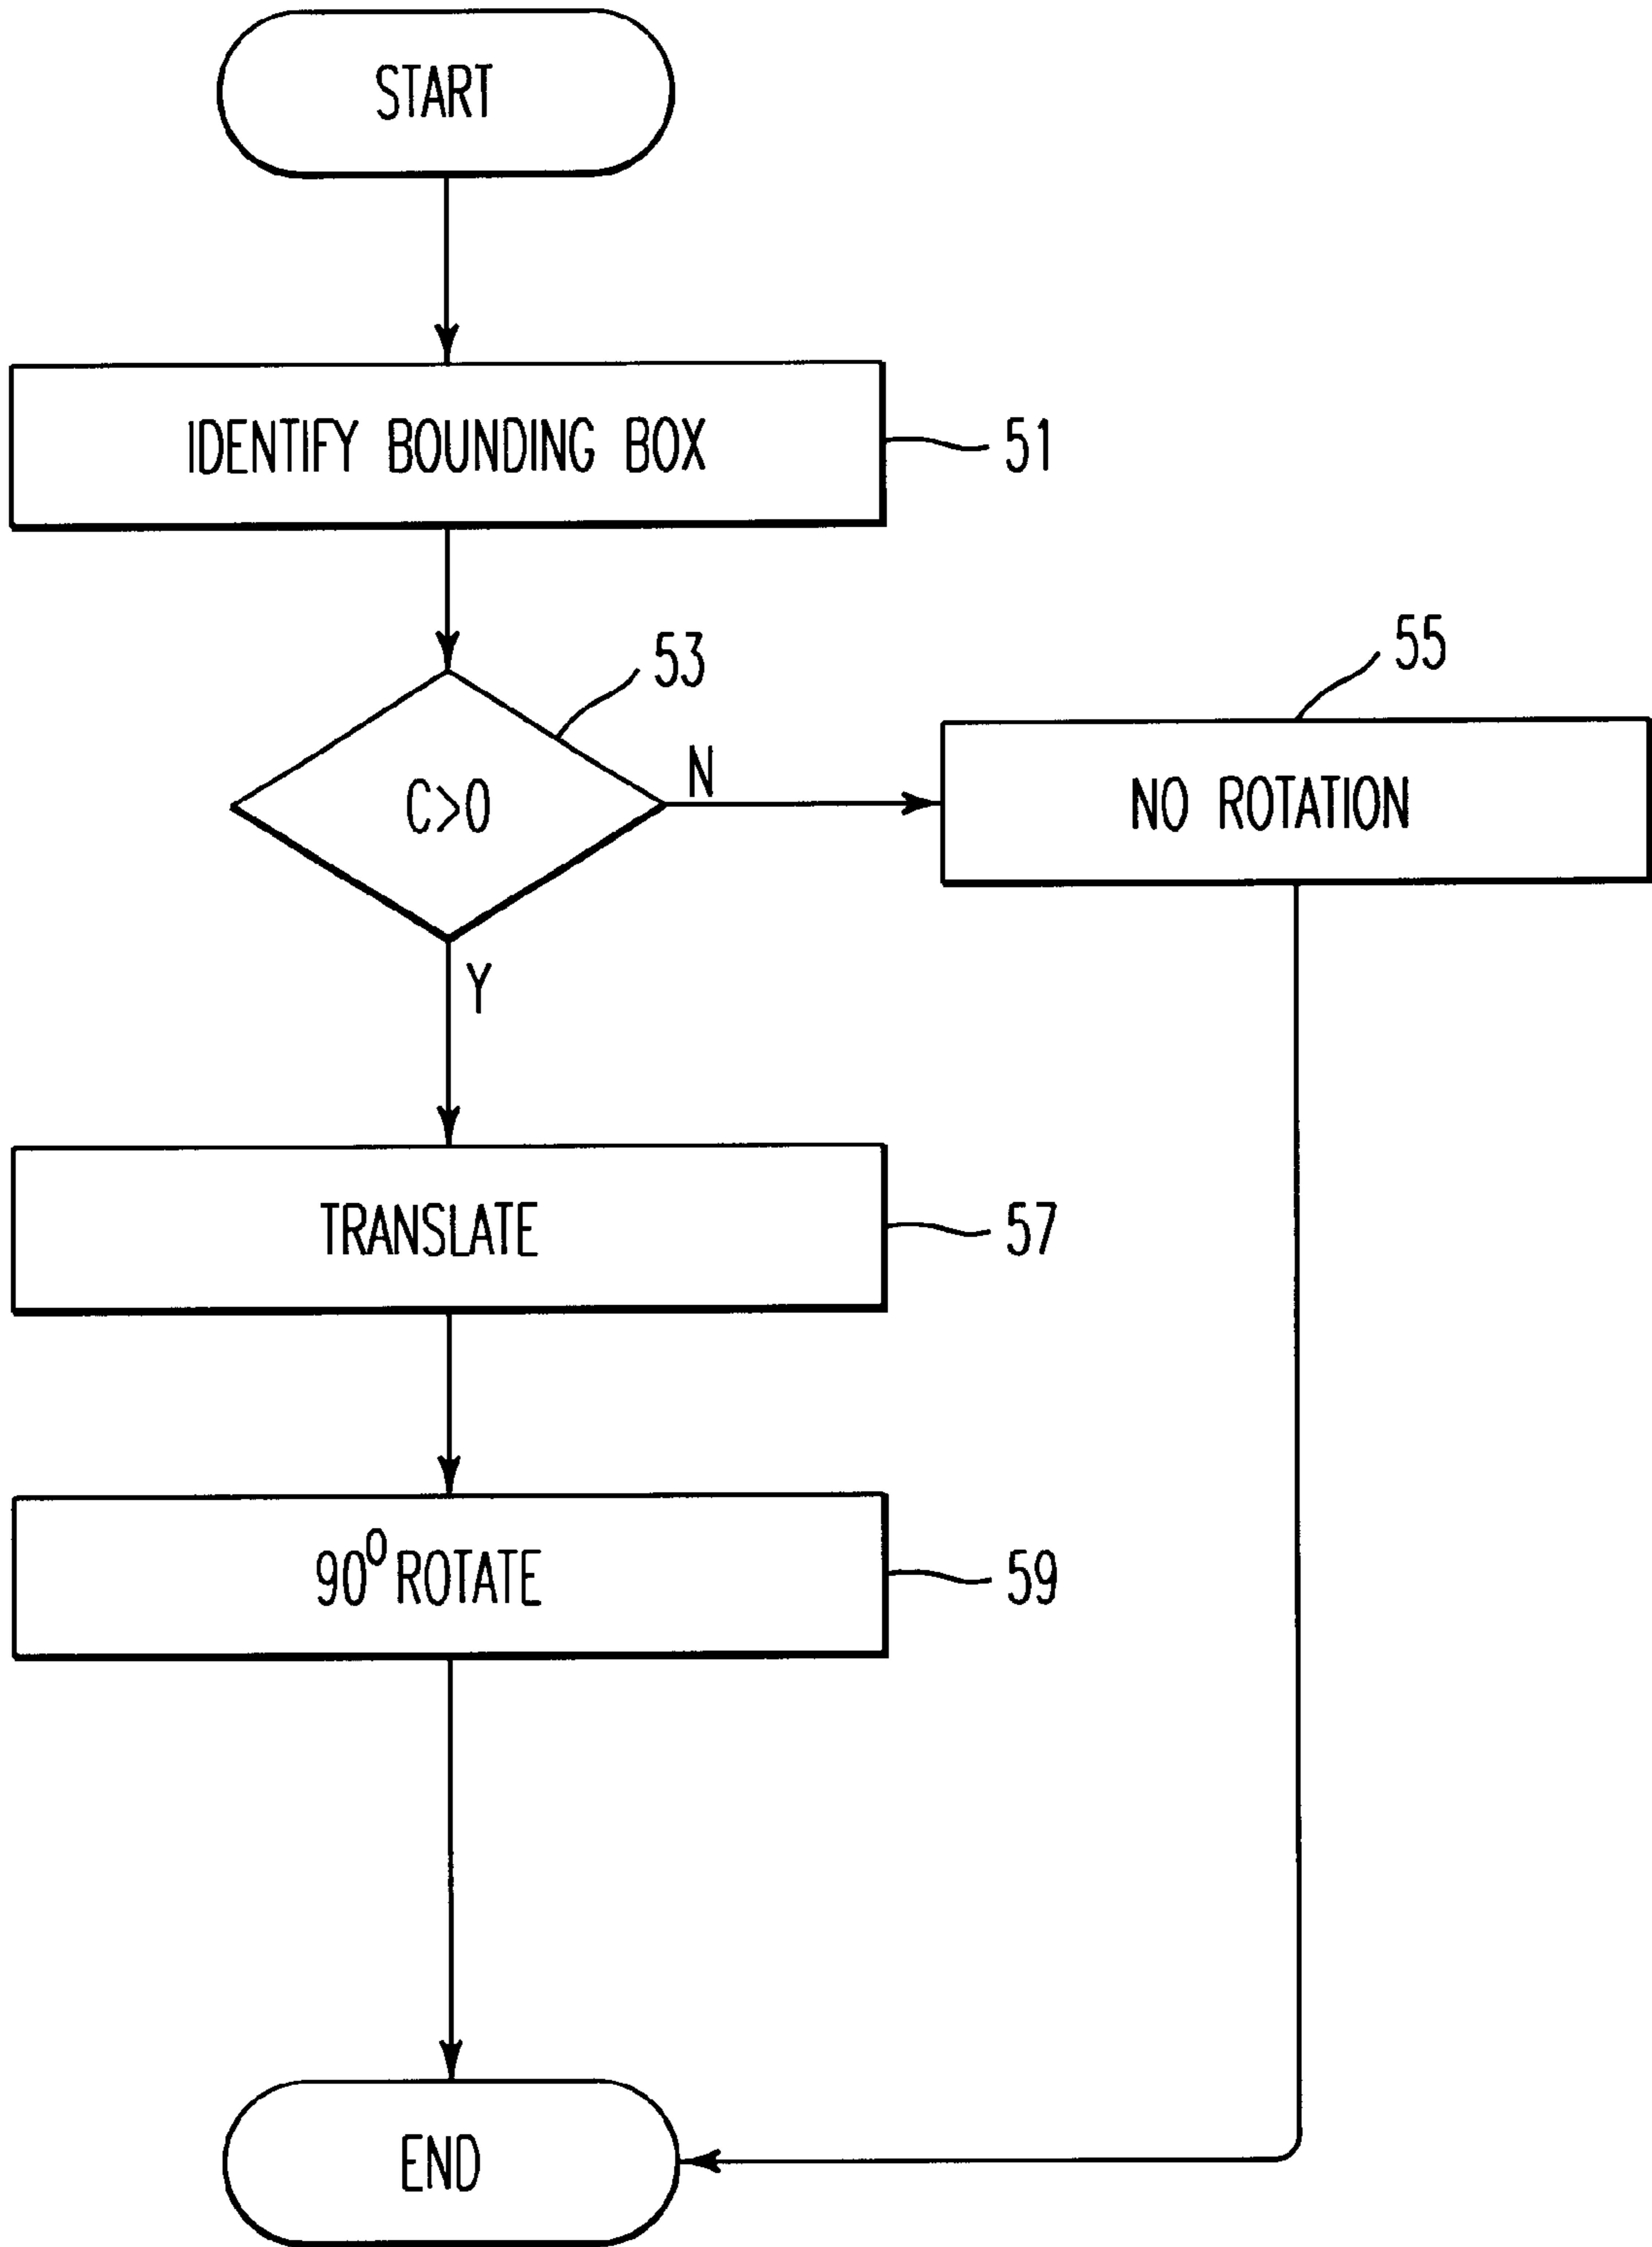 START
IDENTIFY BOUNDING BOX
51
53
55
C>0
N
NO ROTATION
Y
TRANSLATE
57
90° ROTATE
59
END